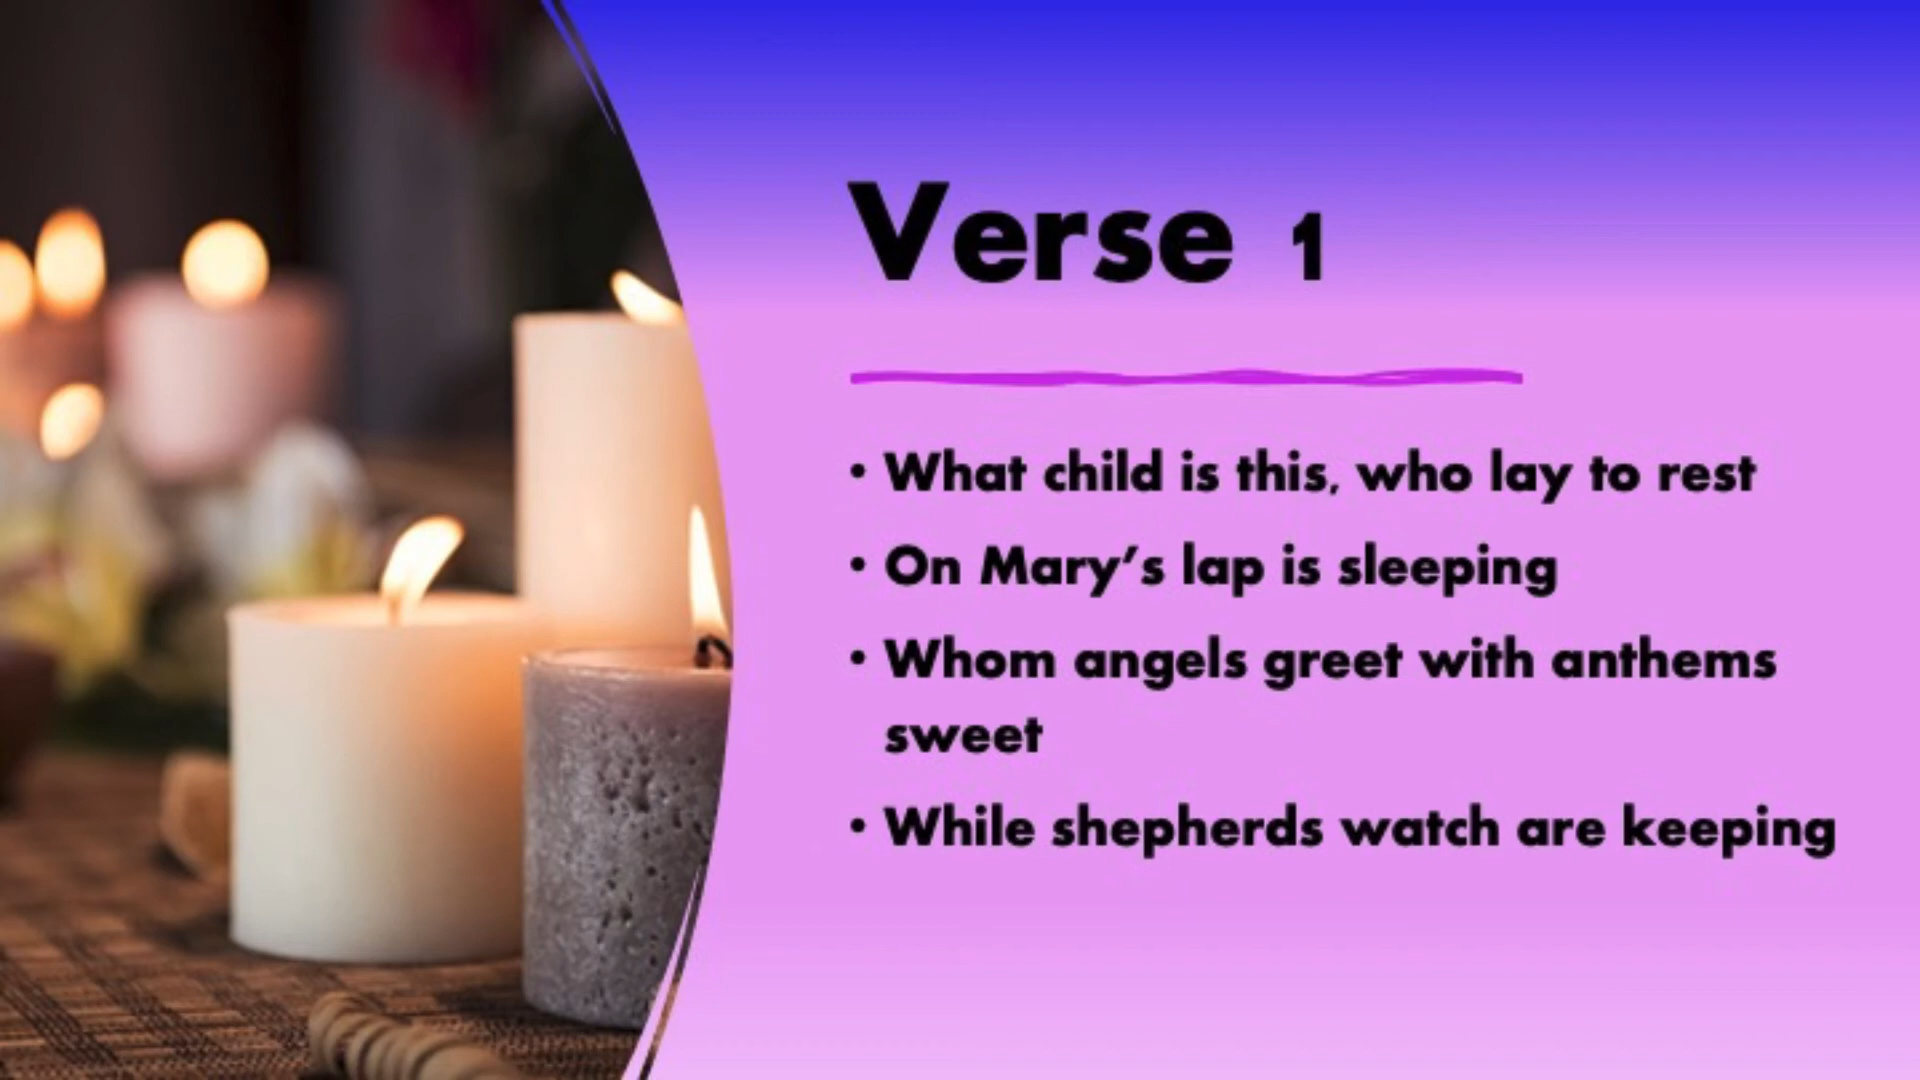 Verse 1
• What child is this, who lay to rest
• On Mary’s lap is sleeping
• Whom angels greet with anthems
sweet
• While shepherds watch are keeping